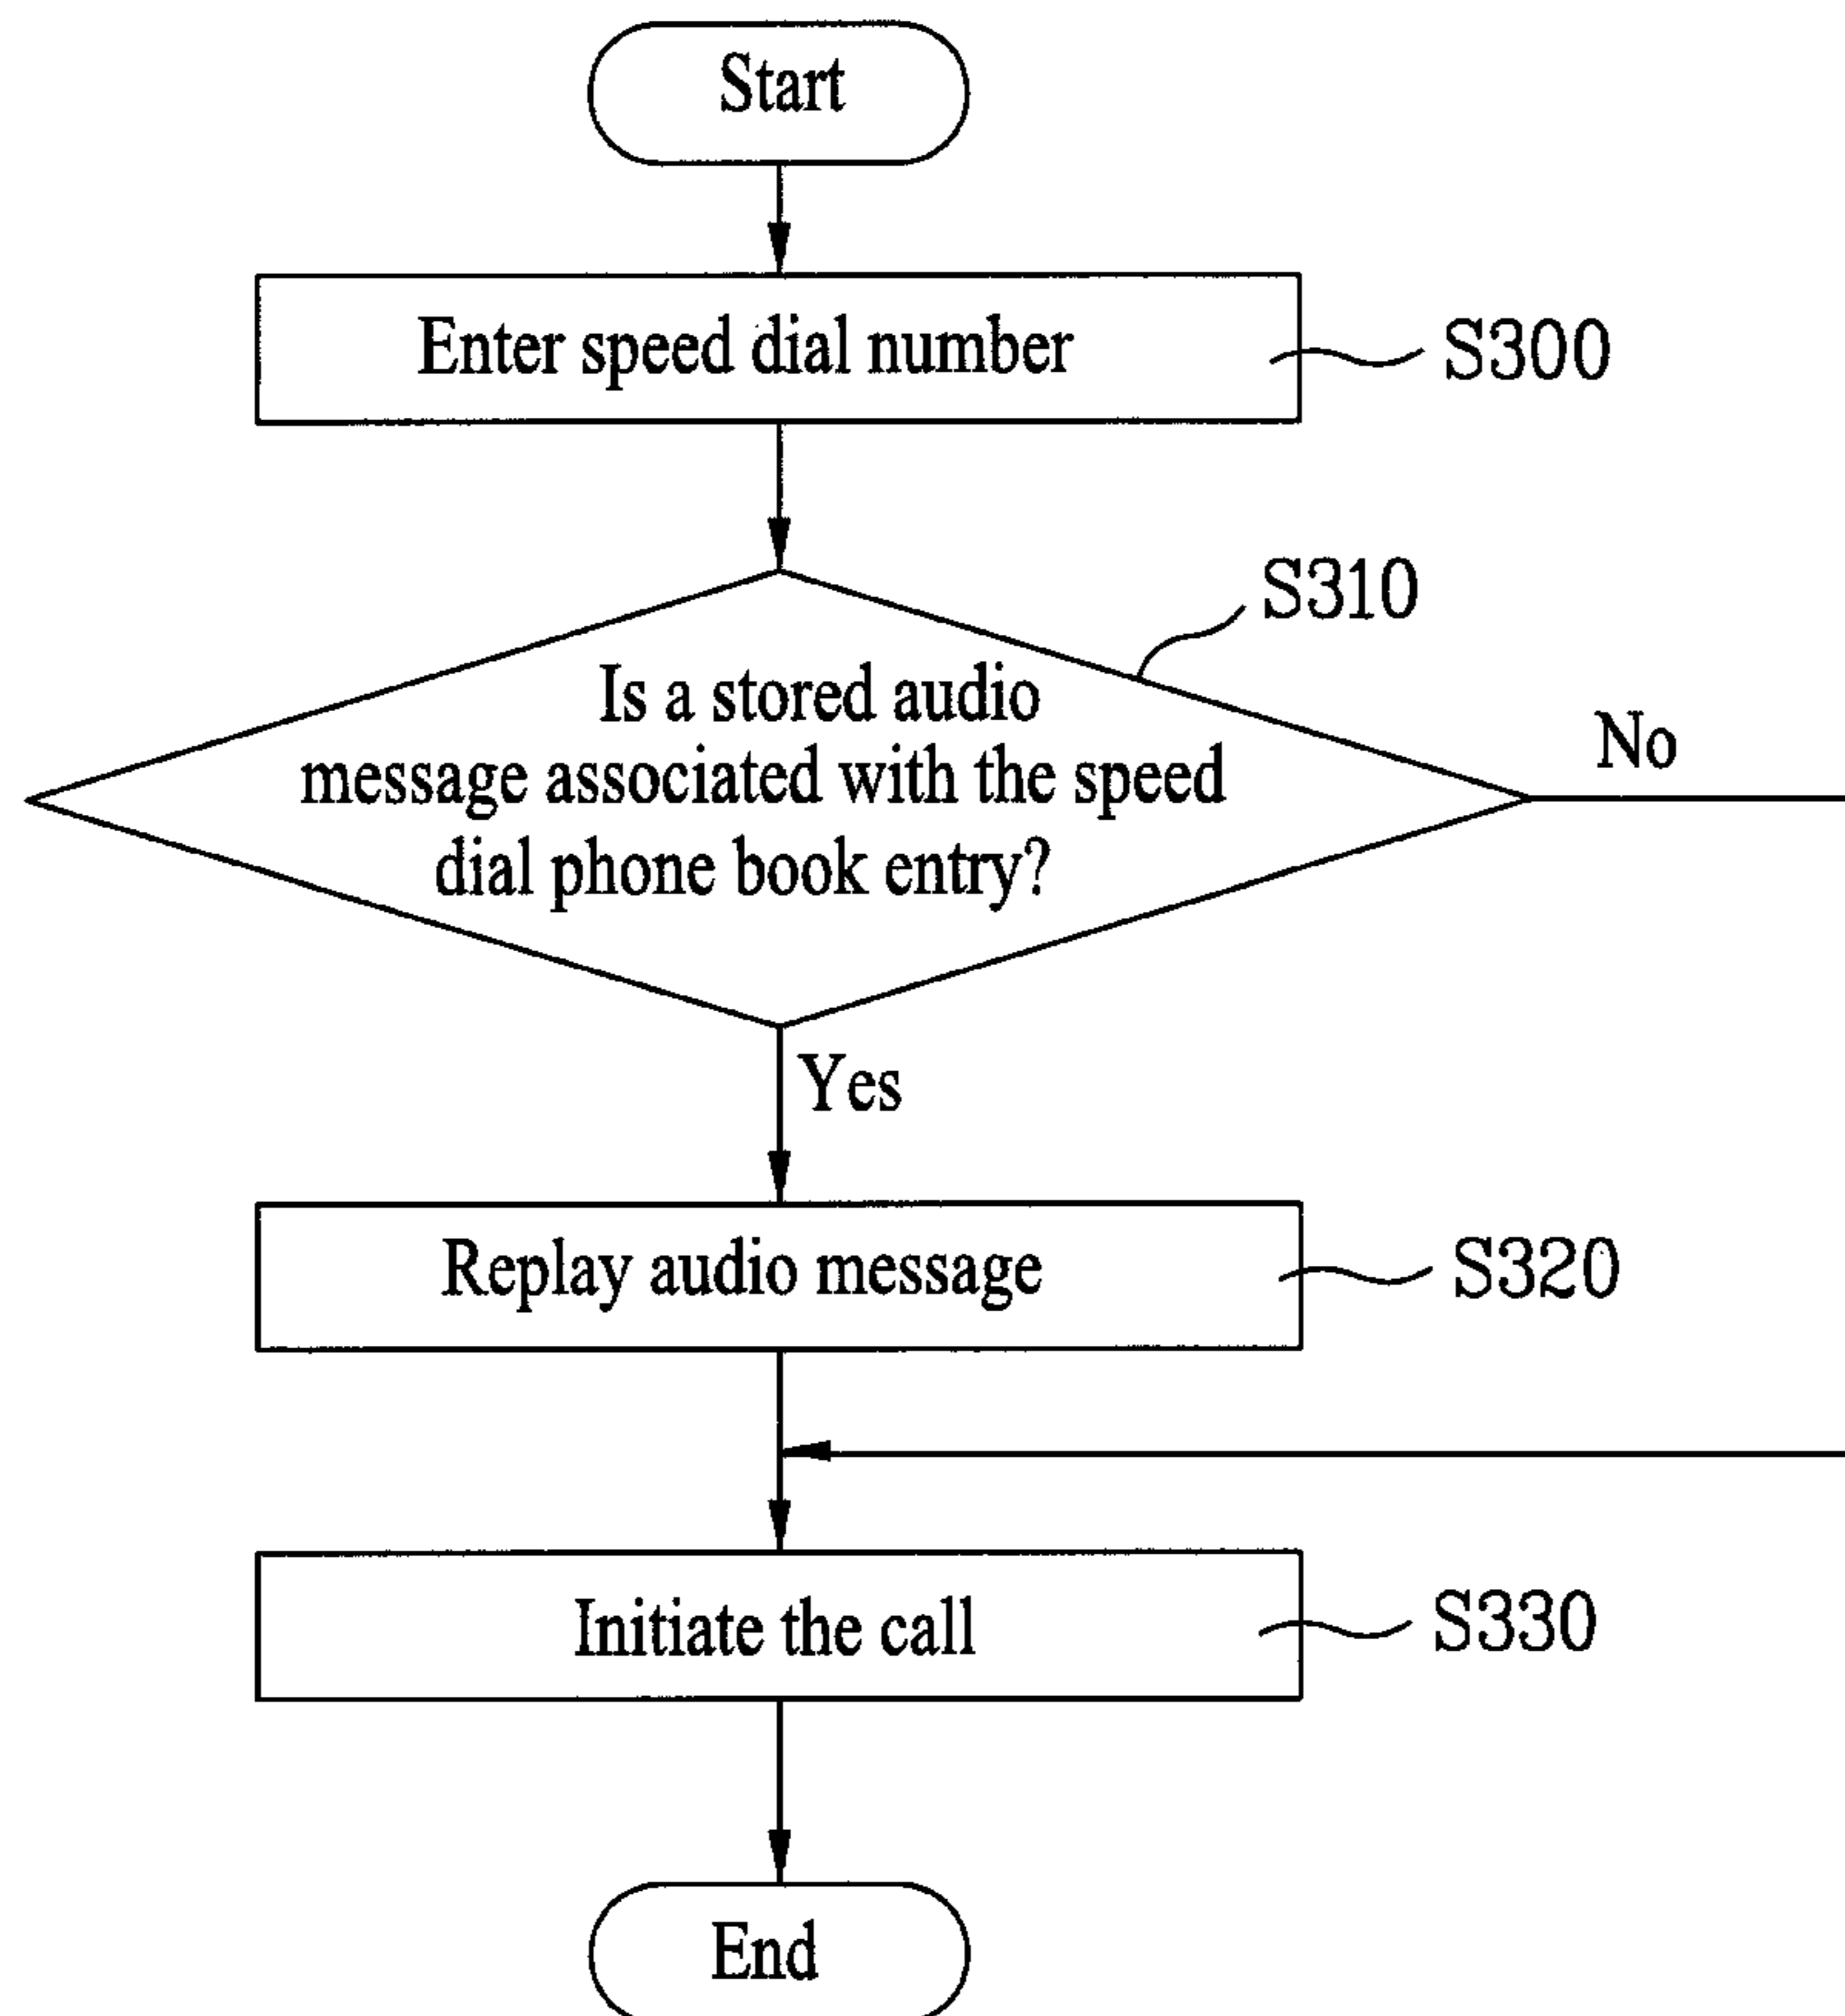 Start
Enter speed dial number
S300
S310
Is a stored audio
message associated with the speed
dial phone book entry?
No
Yes
Replay audio message
S320
Initiate the call
S330
End